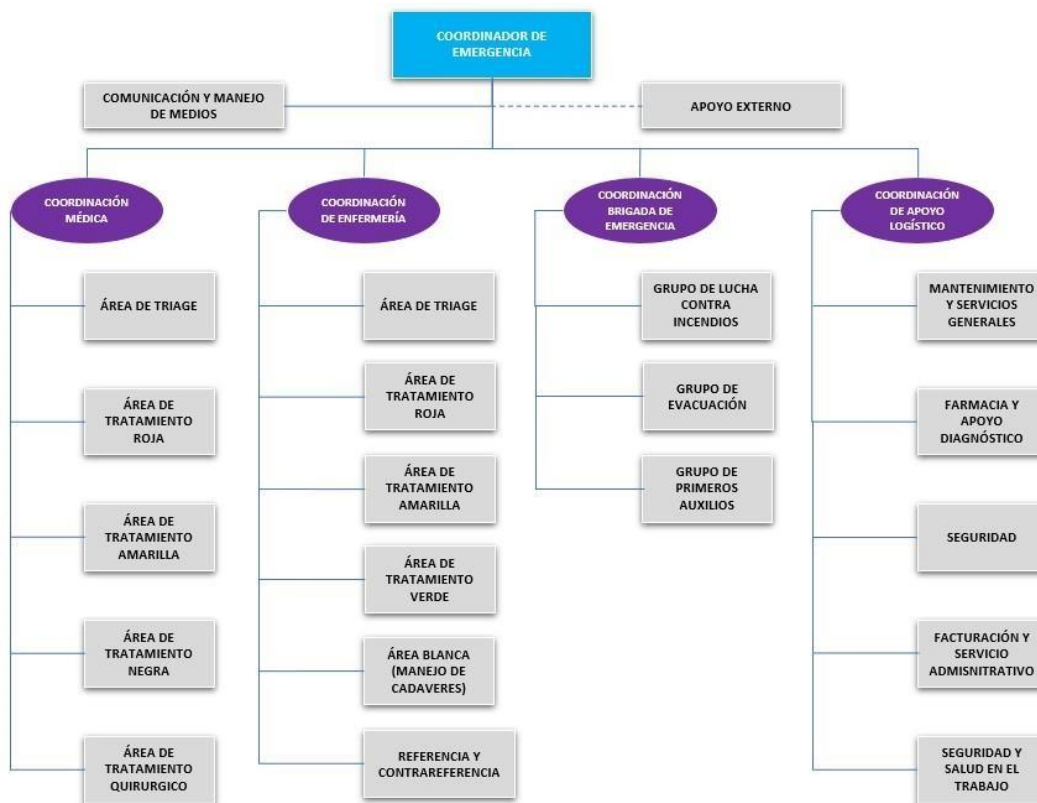 COORDINADOR DE
EMERGENCIA
COMUNICACIÓN Y MANEJO
DE MEDIOS
APOYO EXTERNO
COORDINACIÓN
MÉDICA
COORDINACIÓN
DE ENFERMERÍA
COORDINACIÓN
BRIGADA DE
EMERGENCIA
COORDINACIÓN
DE APOYO
LOGÍSTICO
ÁREA DE TRIAGE
ÁREA DE
TRATAMIENTO
ROJA
ÁREA DE
TRATAMIENTO
AMARILLA
ÁREA DE
TRATAMIENTO
NEGRA
ÁREA DE
TRATAMIENTO
QUIRURGICO
ÁREA DE TRIAGE
ÁREA DE
TRATAMIENTO
ROJA
ÁREA DE
TRATAMIENTO
AMARILLA
ÁREA DE
TRATAMIENTO
VERDE
ÁREA BLANCA
(MANEJO DE
CADAVERES)
REFERENCIA Y
CONTRAREFERENCIA
GRUPO DE LUCHA
CONTRA
INCENDIOS
GRUPO DE
EVACUACIÓN
GRUPO DE
PRIMEROS
AUXILIOS
MANTENIMIENTO
Y SERVICIOS
GENERALES
FARMACIA Y
APOYO
DIAGNÓSTICO
SEGURIDAD
FACTURACIÓN Y
SERVICIO
ADMISNITRATIVO
SEGURIDAD Y
SALUD EN EL
TRABAJO